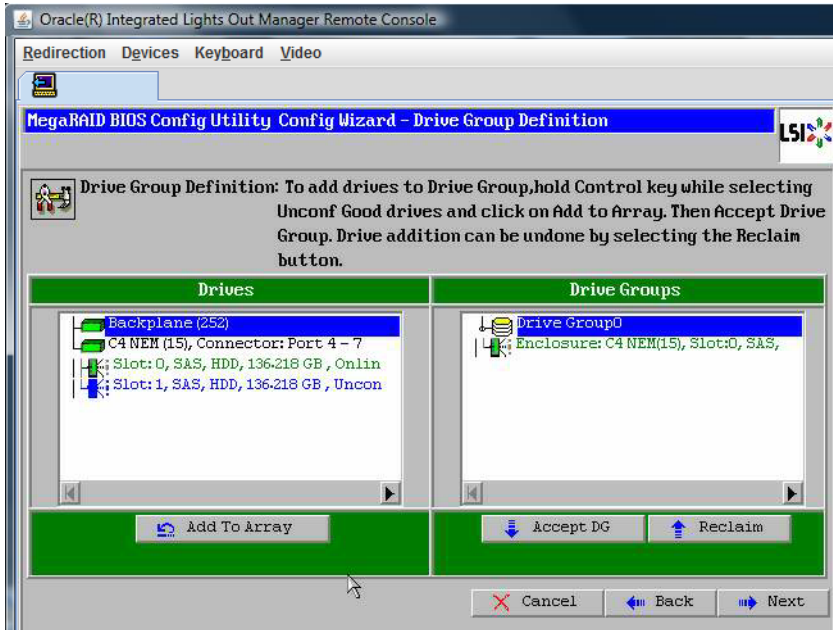 Oracle(R) Integrated Lights Out Manager Remote Console
Redirection Devices Keyboard Video
MegaRAID BIOS Config Utility Config Wizard - Drive Group Definition
LSI
Drive Group Definition: To add drives to Drive Group,hold Control key while selecting
Unconf Good drives and click on Add to Array. Then Accept Drive
Group. Drive addition can be undone by selecting the Reclaim
button.
Drives
Drive Groups
Backplane (252)
C4 NEM (15), Connector: Port 4 - 7
Slot: 0, SAS, HDD, 136.218 GB , Onlin
Slot: 1, SAS, HDD, 136.218 GB , Uncon
Drive Group0
Enclosure: C4 NEM(15), Slot:0, SAS,
Add To Array
Accept DG
Reclaim
Cancel
Back
Next